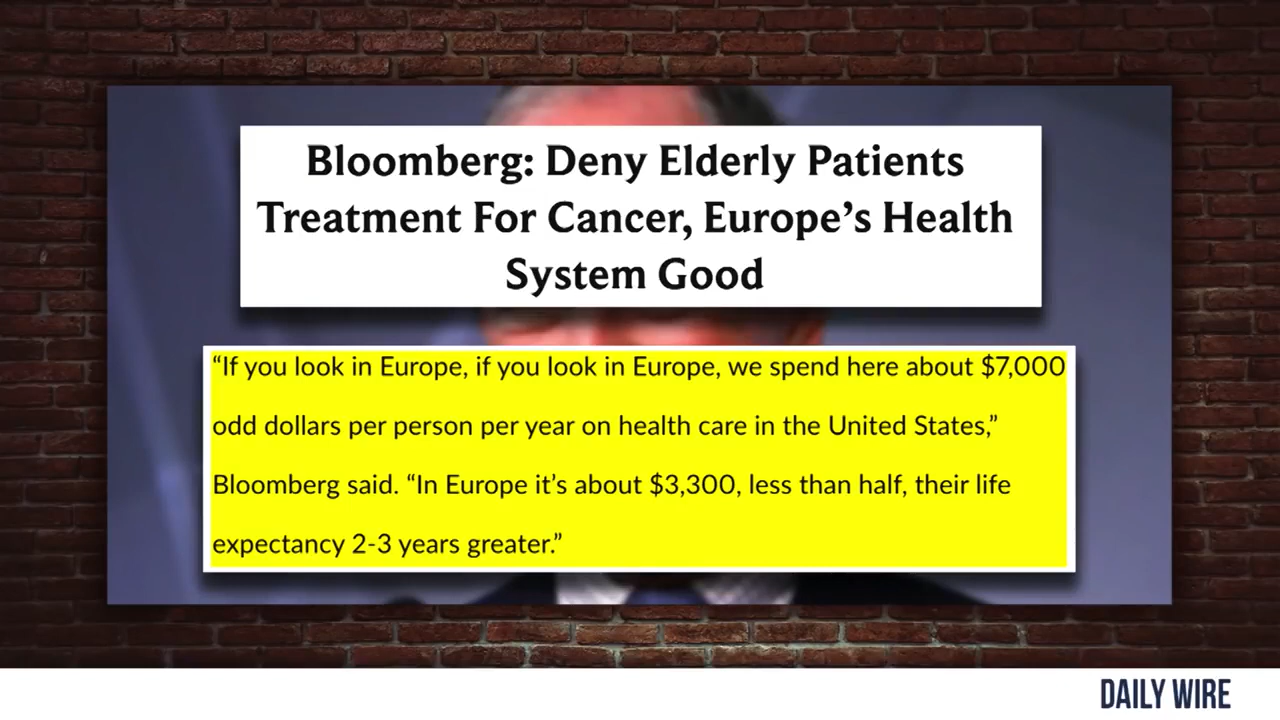 Bloomberg: Deny Elderly Patients
Treatment For Cancer, Europe’s Health
System Good
“If you look in Europe, if you look in Europe, we spend here about $7,000
odd dollars per person per year on health care in the United States,”
Bloomberg said. “In Europe it’s about $3,300, less than half, their life
expectancy 2-3 years greater.”
DAILY WIRE